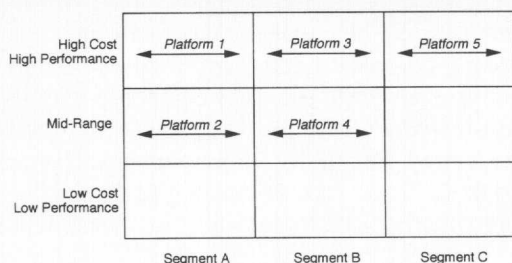 High Cost
High Performance
Platform 1
Platform 3
Platform 5
Mid-Range
Platform 2
Platform 4
Low Cost
Low Performance
Segment A
Segment B
Segment C